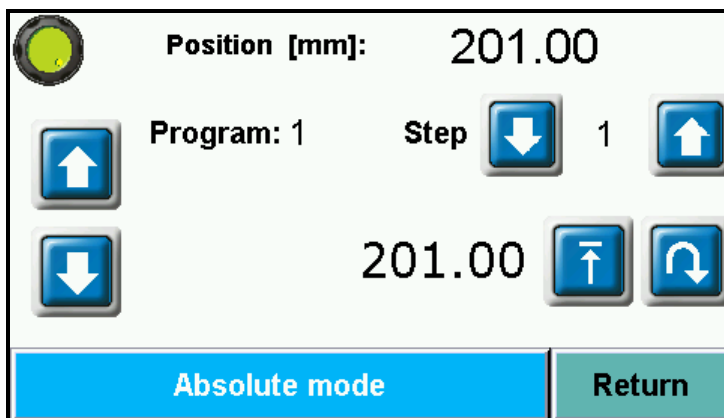 Position [mm]: 201.00
Program: 1 Step 1
201.00
Absolute mode Return